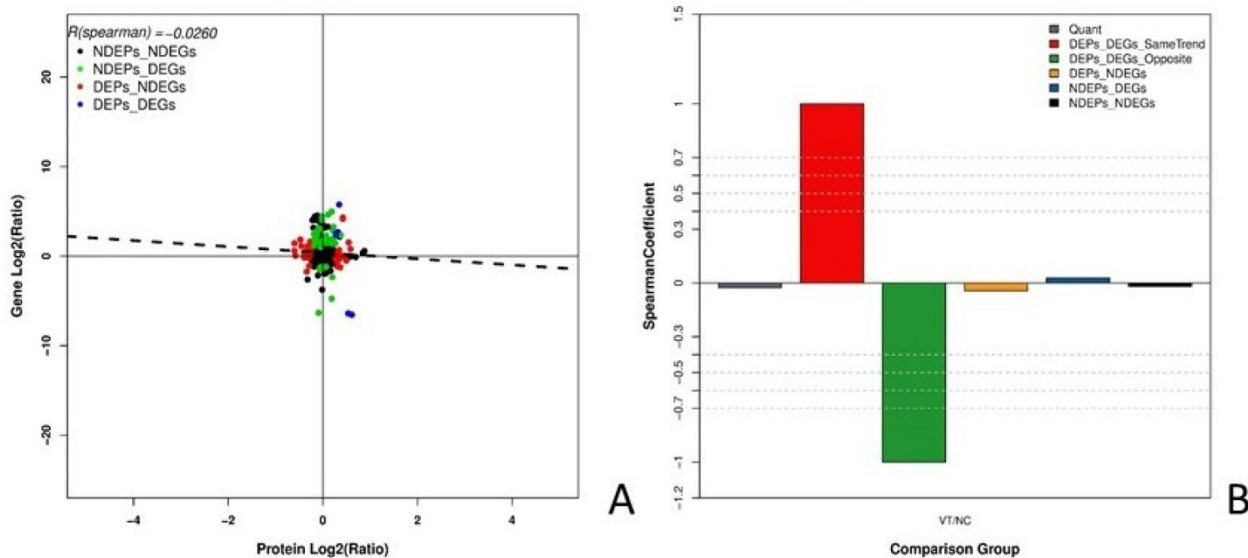 R(spearman) =−0.0260
NDEPs_NDEGs
NDEPs_DEGs
DEPs_NDEGs
DEPs_DEGs
20
10
0
−10
−20
Gene Log2(Ratio)
−4
−2
0
2
4
Protein Log2(Ratio)
A
1.5
1
0.7
0.5
0.3
0
−0.3
−0.5
−0.7
−1
−1.2
SpearmanCoefficient
Quant
DEPs_DEGs_SameTrend
DEPs_DEGs_Opposite
DEPs_NDEGs
NDEPs_DEGs
NDEPs_NDEGs
VT/NC
Comparison Group
B